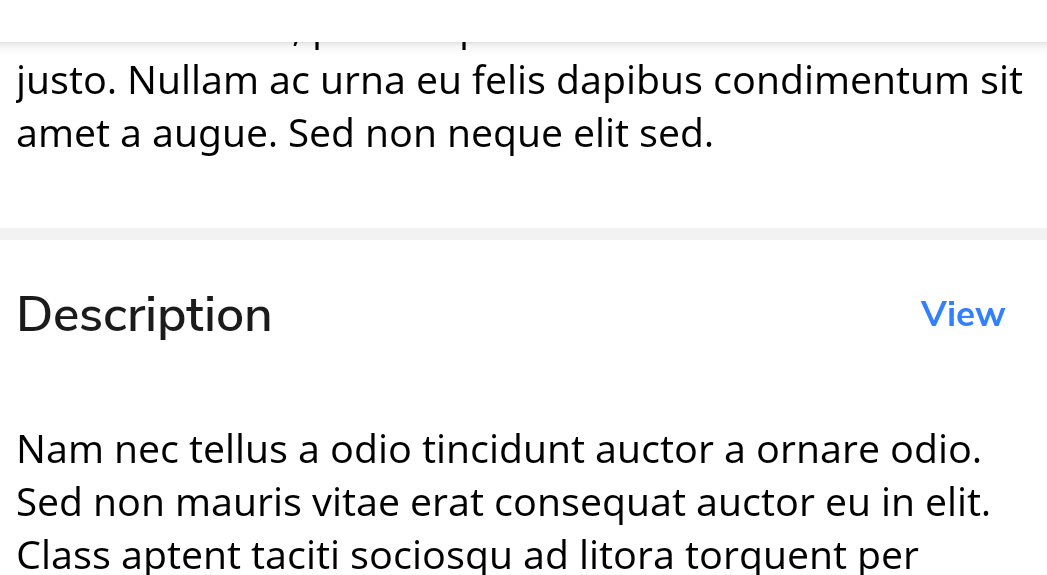 justo. Nullam ac urna eu felis dapibus condimentum sit
amet a augue. Sed non neque elit sed.
Description
View
Nam nec tellus a odio tincidunt auctor a ornare odio.
Sed non mauris vitae erat consequat auctor eu in elit.
Class aptent taciti sociosqu ad litora torquent per